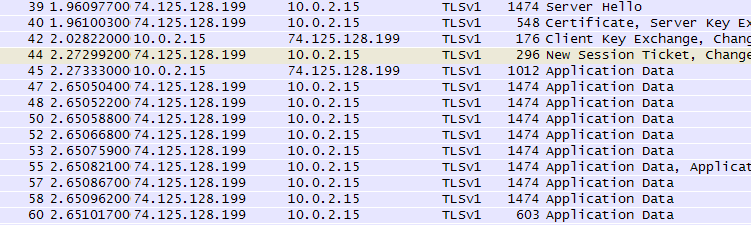 39 1.96097700 74.125.128.199 10.0.2.15 TLSv1 1474 Server Hello
40 1.96100300 74.125.128.199 10.0.2.15 TLSv1 548 Certificate, Server Key Ex
42 2.02822000 10.0.2.15 74.125.128.199 TLSv1 176 Client Key Exchange, Chang
44 2.27299200 74.125.128.199 10.0.2.15 TLSv1 296 New Session Ticket, Change
45 2.27333000 10.0.2.15 74.125.128.199 TLSv1 1012 Application Data
47 2.65050400 74.125.128.199 10.0.2.15 TLSv1 1474 Application Data
48 2.65052200 74.125.128.199 10.0.2.15 TLSv1 1474 Application Data
50 2.65058800 74.125.128.199 10.0.2.15 TLSv1 1474 Application Data
52 2.65066800 74.125.128.199 10.0.2.15 TLSv1 1474 Application Data
53 2.65075900 74.125.128.199 10.0.2.15 TLSv1 1474 Application Data
55 2.65082100 74.125.128.199 10.0.2.15 TLSv1 1474 Application Data, Applicat
57 2.65086700 74.125.128.199 10.0.2.15 TLSv1 1474 Application Data
58 2.65096200 74.125.128.199 10.0.2.15 TLSv1 1474 Application Data
60 2.65101700 74.125.128.199 10.0.2.15 TLSv1 603 Application Data